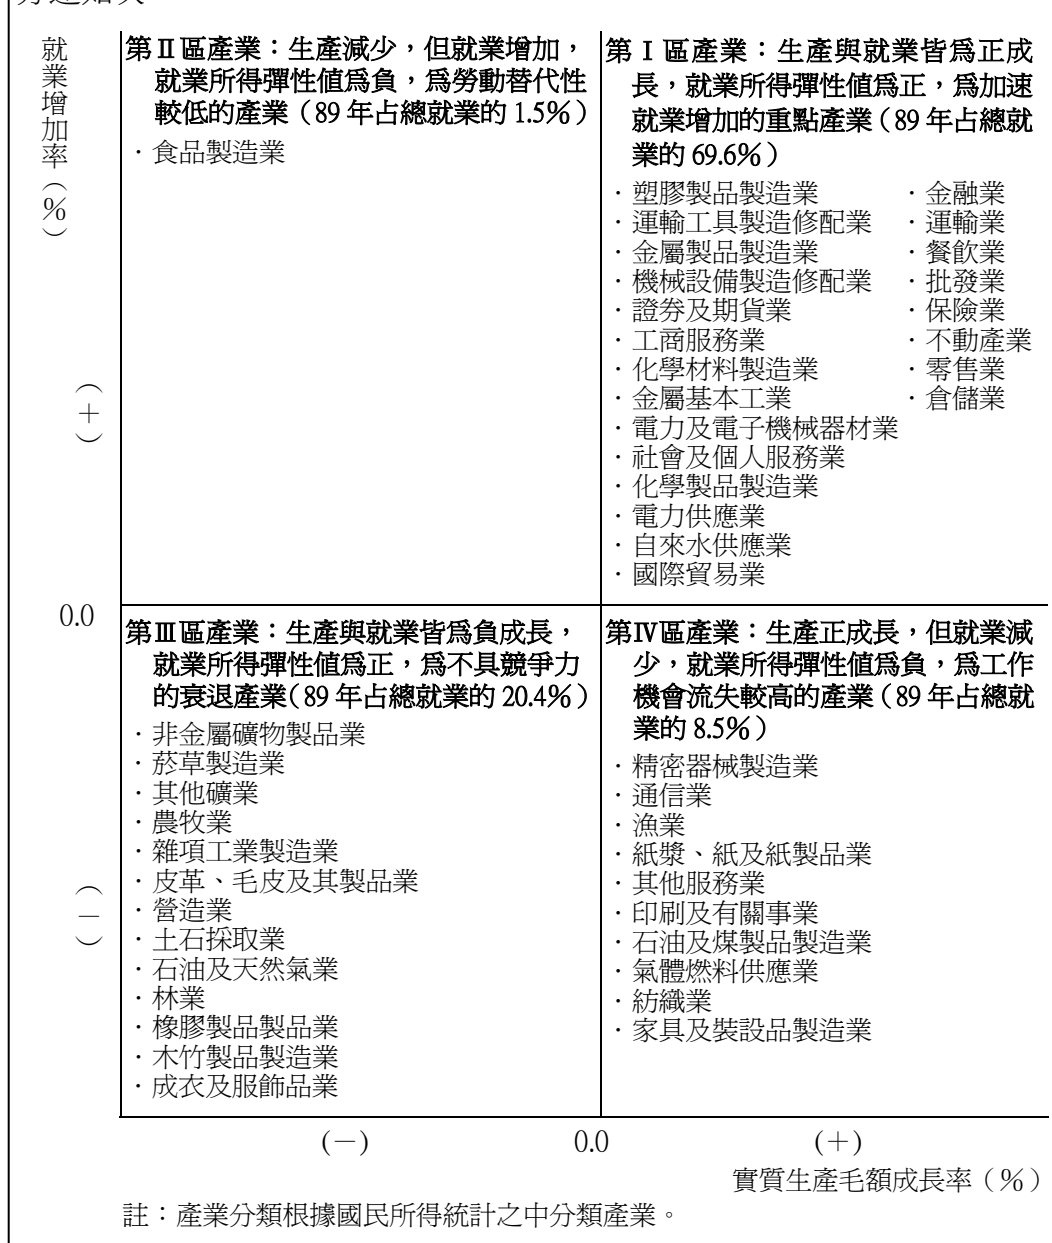 就業增加率（％）
（＋）
0.0
（－）
第Ⅱ區產業：生產減少，但就業增加，
就業所得彈性值為負，為勞動替代性
較低的產業（89 年占總就業的 1.5％）
．食品製造業
第Ⅰ區產業：生產與就業皆為正成
長，就業所得彈性值為正，為加速
就業增加的重點產業（89 年占總就
業的 69.6％）
．塑膠製品製造業
．運輸工具製造修配業
．金屬製品製造業
．機械設備製造修配業
．證券及期貨業
．工商服務業
．化學材料製造業
．金屬基本工業
．電力及電子機械器材業
．社會及個人服務業
．化學製品製造業
．電力供應業
．自來水供應業
．國際貿易業
．金融業
．運輸業
．餐飲業
．批發業
．保險業
．不動產業
．零售業
．倉儲業
第Ⅲ區產業：生產與就業皆為負成長，
就業所得彈性值為正，為不具競爭力
的衰退產業（89 年占總就業的 20.4％）
．非金屬礦物製品業
．菸草製造業
．其他礦業
．農牧業
．雜項工業製造業
．皮革、毛皮及其製品業
．營造業
．土石採取業
．石油及天然氣業
．林業
．橡膠製品製品業
．木竹製品製造業
．成衣及服飾品業
第Ⅳ區產業：生產正成長，但就業減
少，就業所得彈性值為負，為工作
機會流失較高的產業（89 年占總就
業的 8.5％）
．精密器械製造業
．通信業
．漁業
．紙漿、紙及紙製品業
．其他服務業
．印刷及有關事業
．石油及煤製品製造業
．氣體燃料供應業
．紡織業
．家具及裝設品製造業
（－） 0.0 （＋）
實質生產毛額成長率（％）
註：產業分類根據國民所得統計之中分類產業。